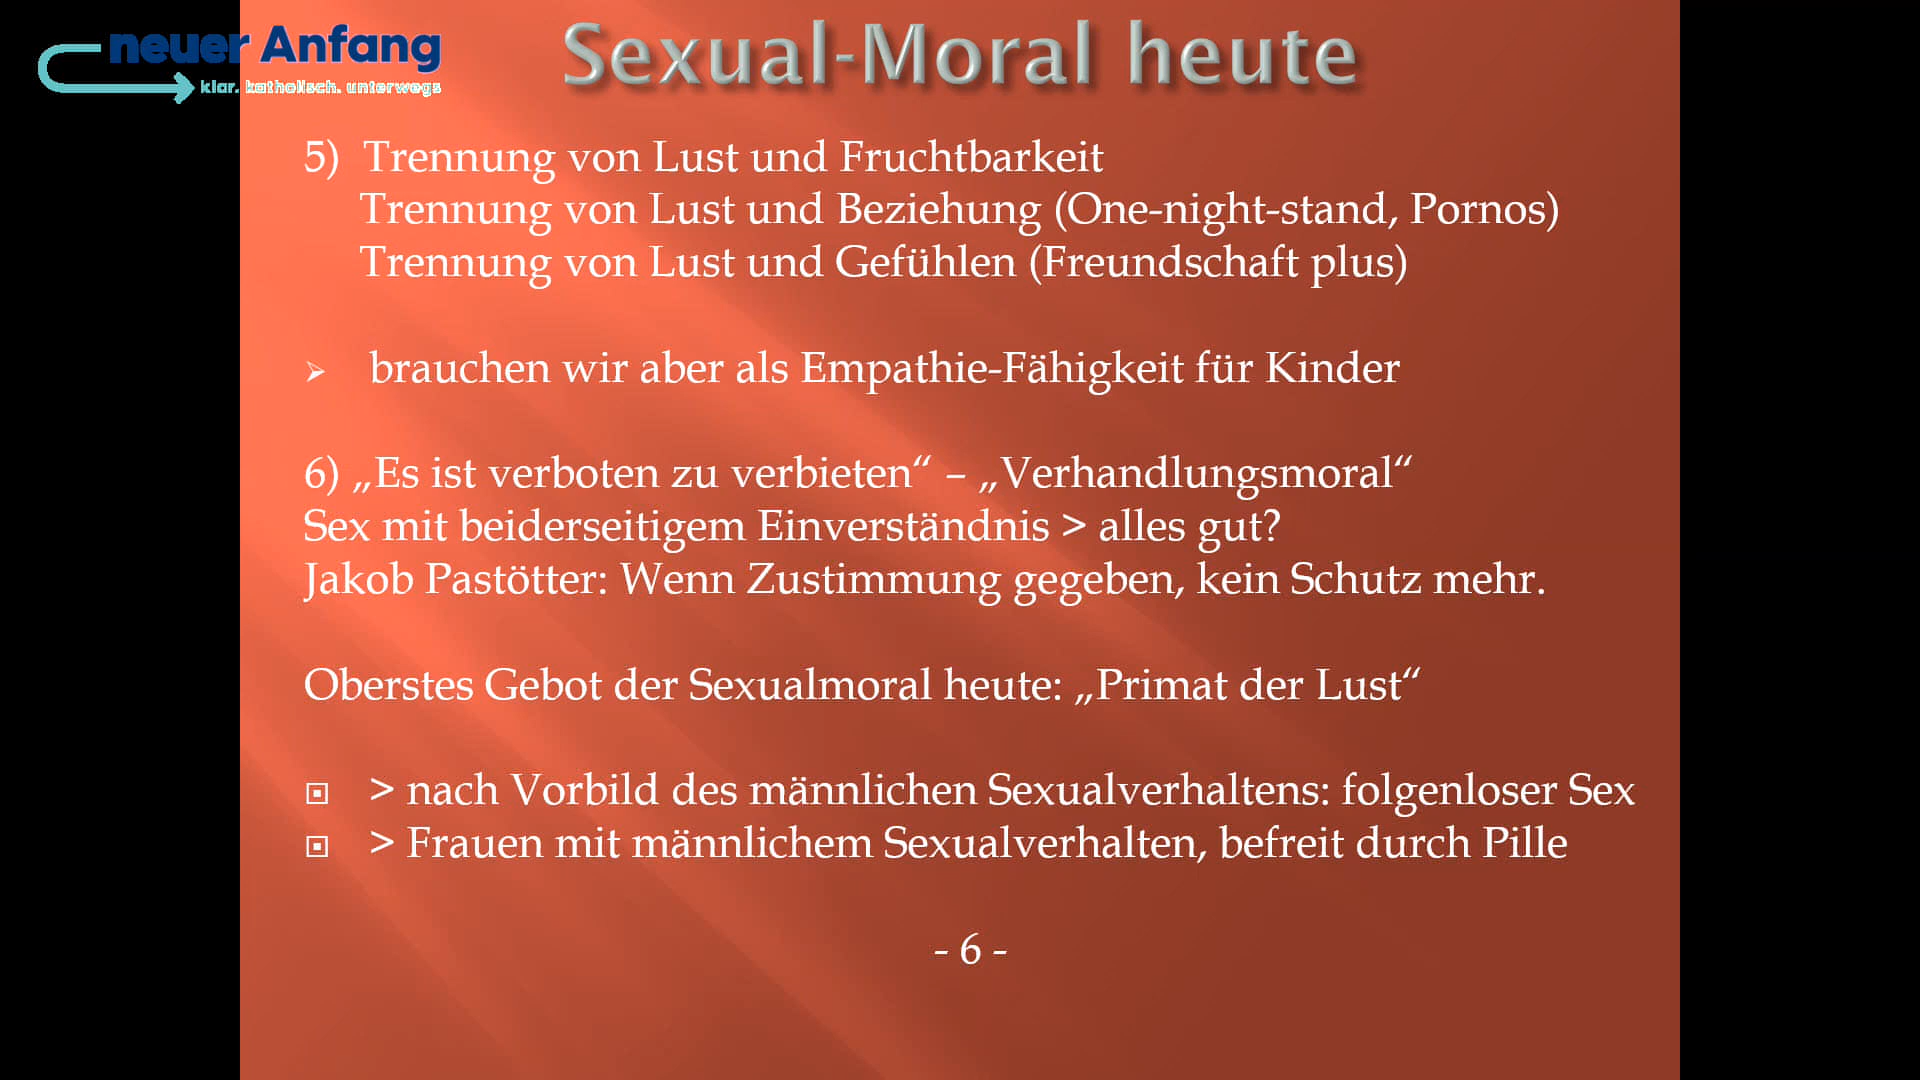 neuer Anfang
klar. katholisch. unterwegs
Sexual-Moral heute
5) Trennung von Lust und Fruchtbarkeit
Trennung von Lust und Beziehung (One-night-stand, Pornos)
Trennung von Lust und Gefühlen (Freundschaft plus)
brauchen wir aber als Empathie-Fähigkeit für Kinder
6) „Es ist verboten zu verbieten“ – „Verhandlungsmoral“
Sex mit beiderseitigem Einverständnis > alles gut?
Jakob Pastötter: Wenn Zustimmung gegeben, kein Schutz mehr.
Oberstes Gebot der Sexualmoral heute: „Primat der Lust“
> nach Vorbild des männlichen Sexualverhaltens: folgenloser Sex
> Frauen mit männlichem Sexualverhalten, befreit durch Pille
- 6 -